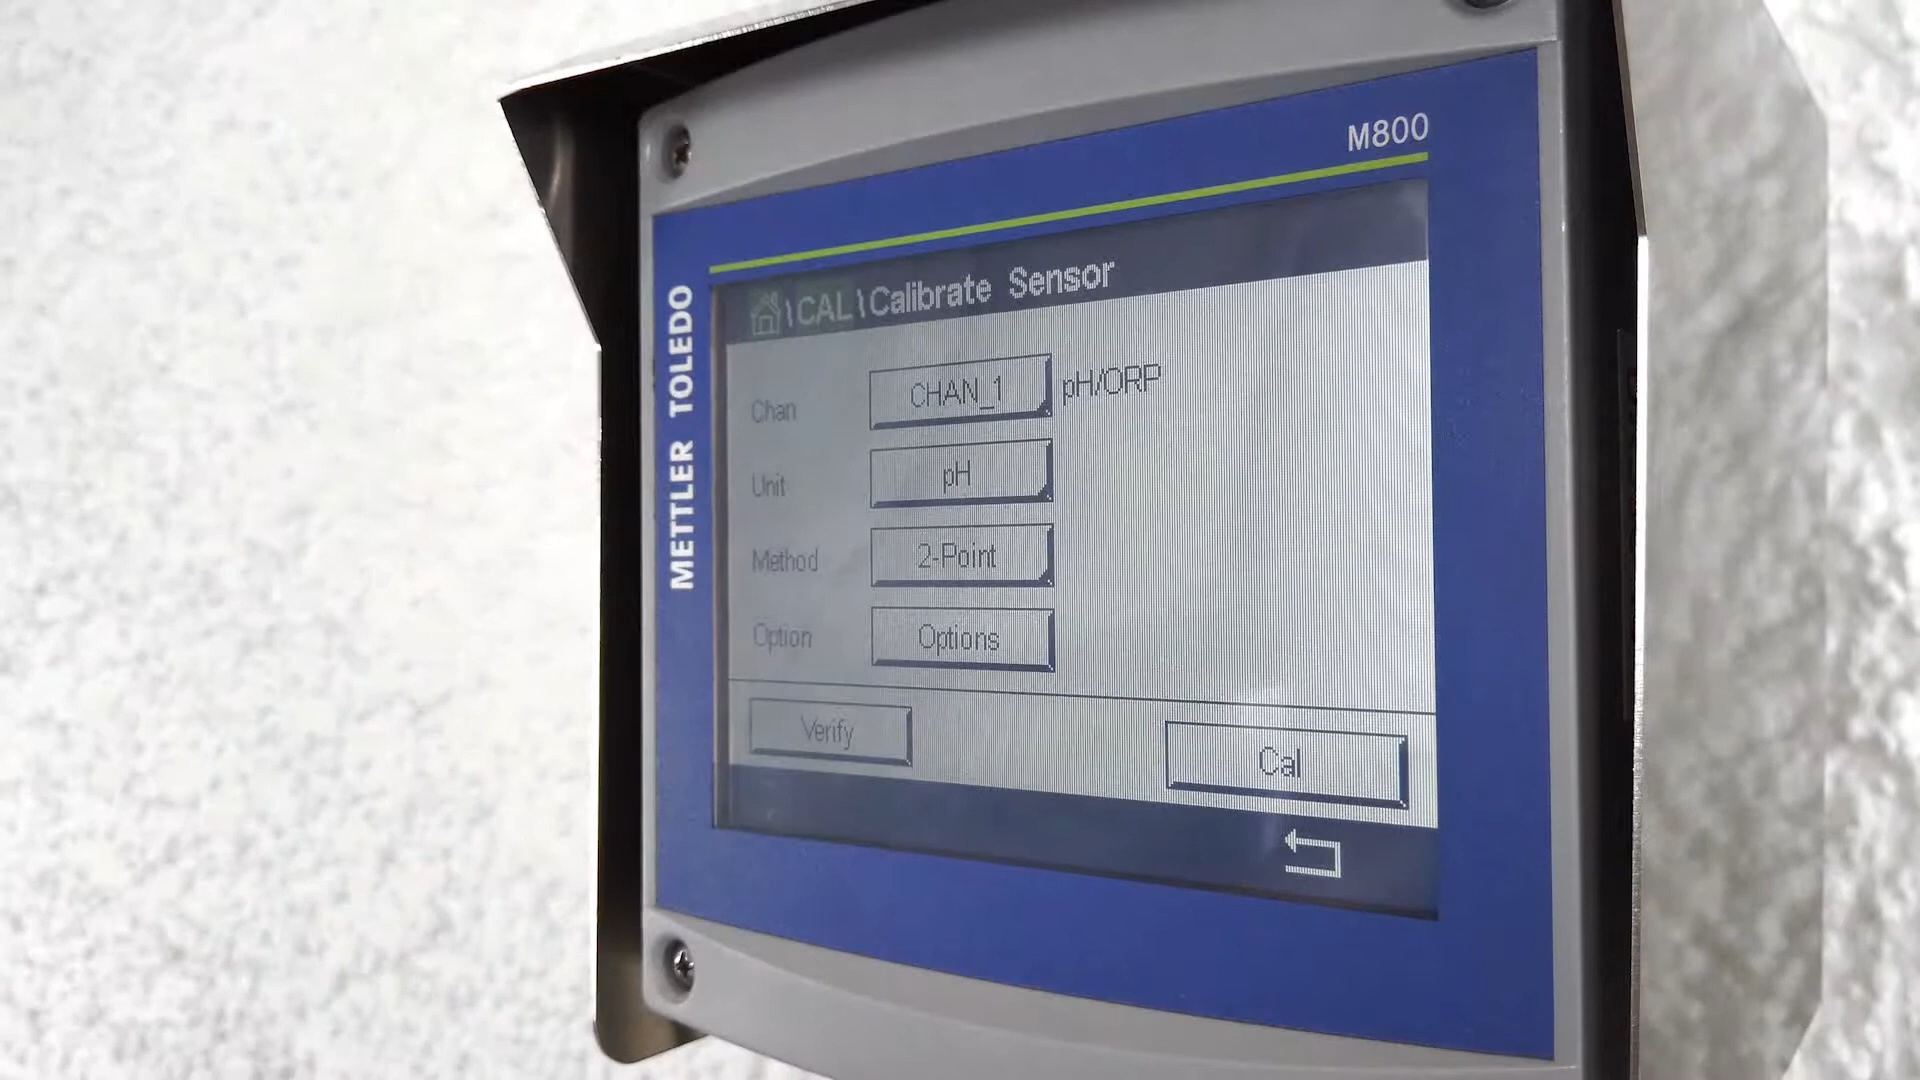 M800
METTLER TOLEDO
\CAL\Calibrate Sensor
Chan CHAN_1 pH/ORP
Unit pH
Method 2-Point
Option Options
Verify Cal